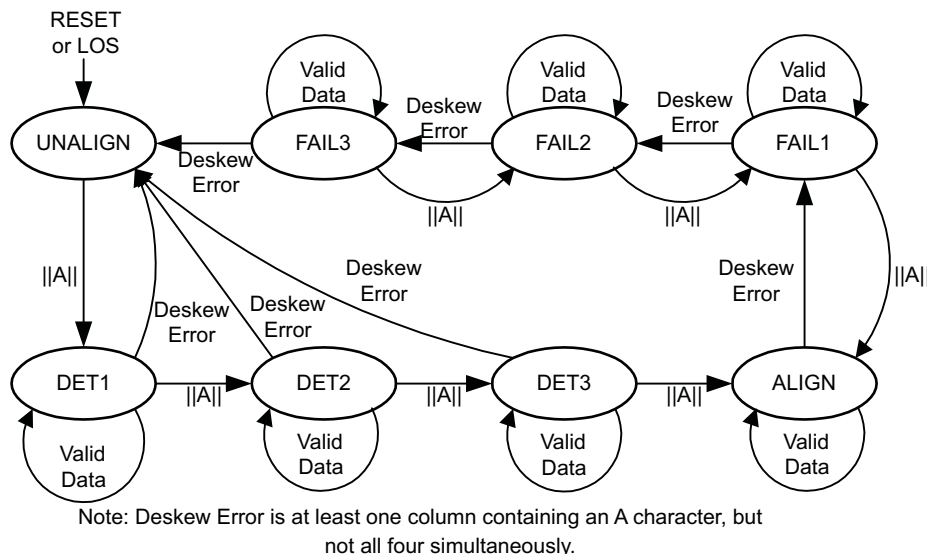 RESET
or LOS
Valid
Data
Valid
Data
Valid
Data
Deskew
Error
Deskew
Error
UNALIGN
FAIL3
FAIL2
FAIL1
Deskew
Error
||A||
||A||
||A||
Deskew
Error
Deskew
Error
||A||
Deskew
Error
Deskew
Error
DET1
DET2
DET3
ALIGN
||A||
||A||
||A||
Valid
Data
Valid
Data
Valid
Data
Valid
Data
Note: Deskew Error is at least one column containing an A character, but
not all four simultaneously.